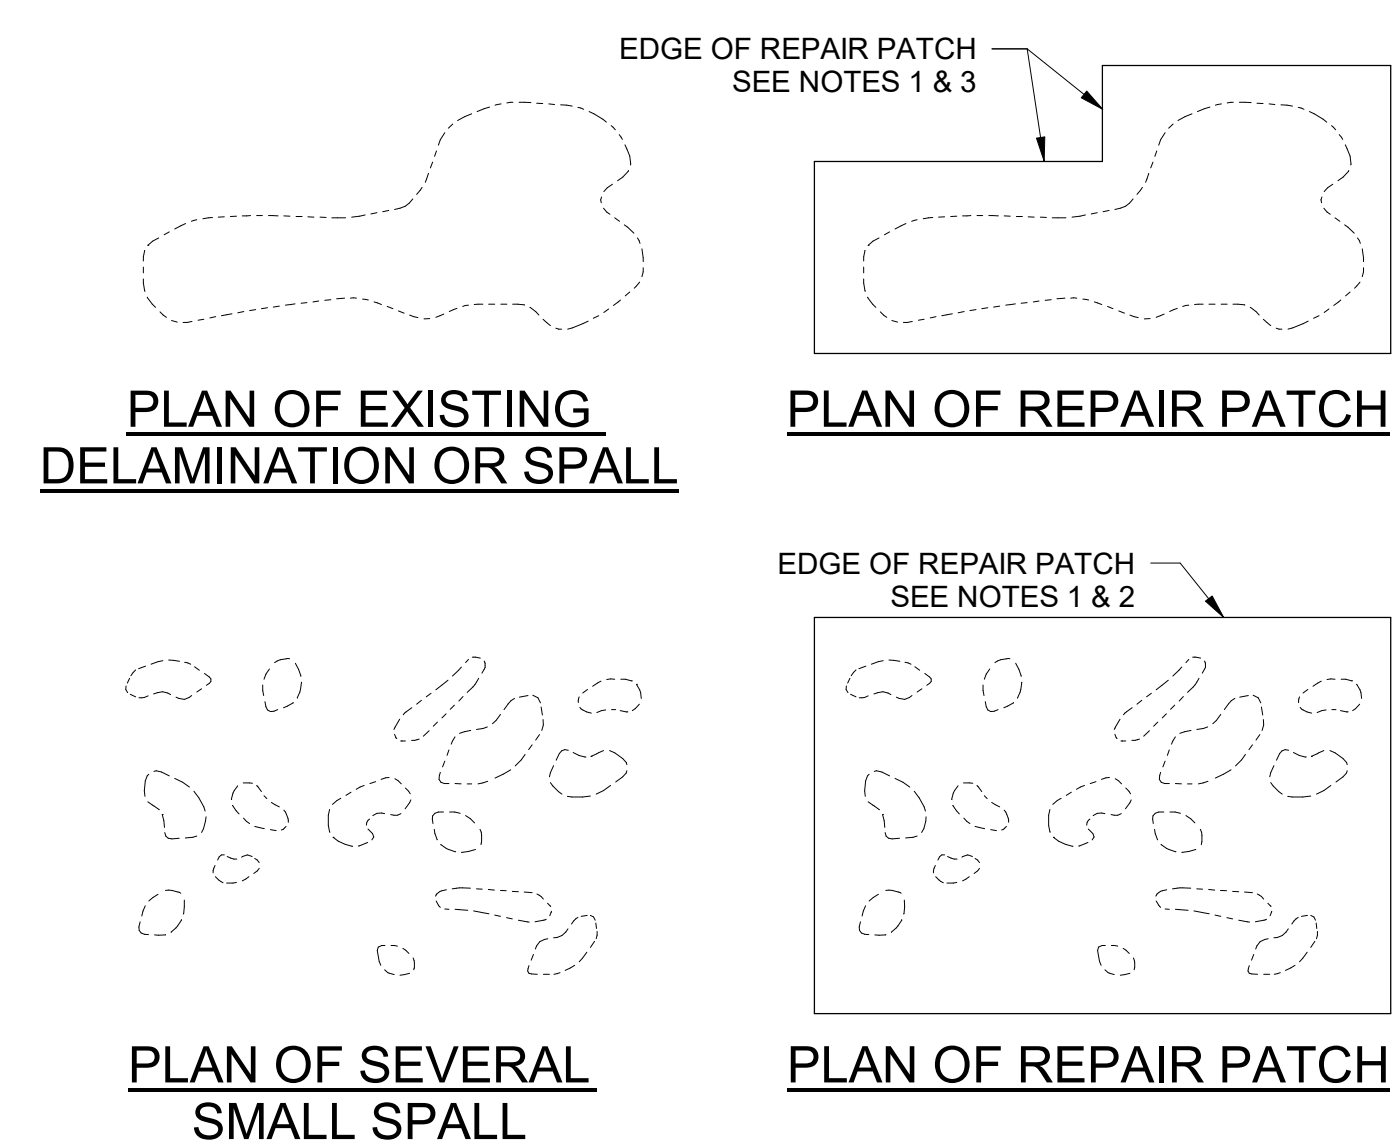 EDGE OF REPAIR PATCH
SEE NOTES 1 & 3
PLAN OF EXISTING
DELAMINATION OR SPALL
PLAN OF REPAIR PATCH
EDGE OF REPAIR PATCH
SEE NOTES 1 & 2
PLAN OF SEVERAL
SMALL SPALL
PLAN OF REPAIR PATCH